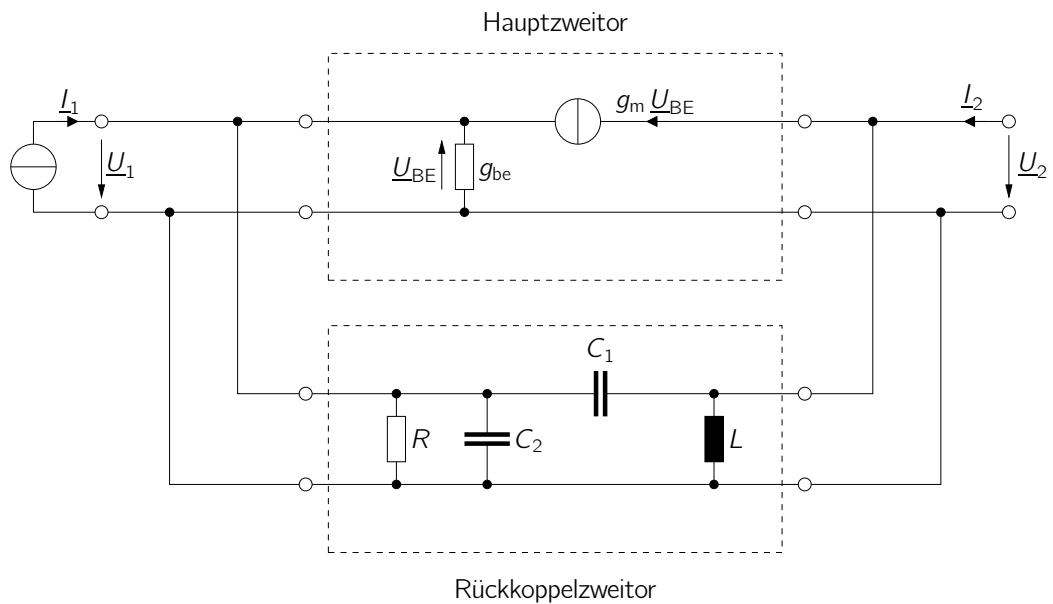 Hauptzweitor
I1
gm UBE
I2
U1
UBE
gbe
U2
C1
R
C2
L
Rückkoppelzweitor